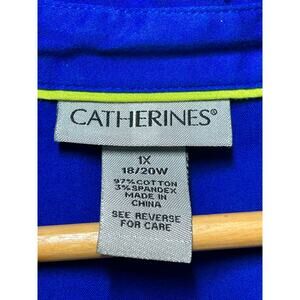 CATHERINES®
1X
18/20W
97% COTTON
3% SPANDEX
MADE IN
CHINA
SEE REVERSE
FOR CARE